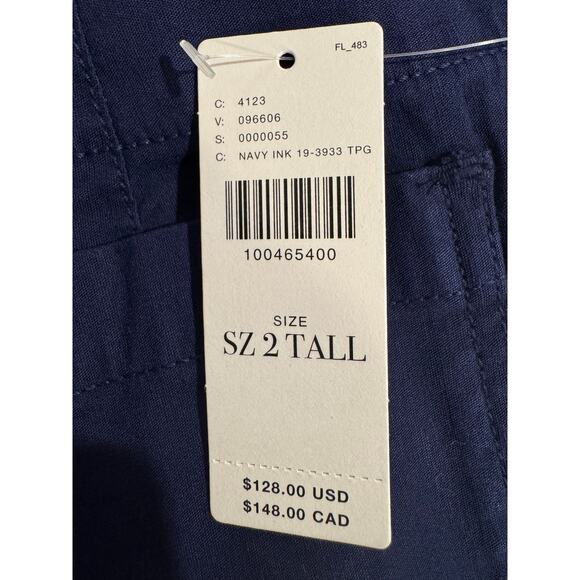 FL_483
C: 4123
V: 096606
S: 0000055
C: NAVY INK 19-3933 TPG
100465400
SIZE
SZ 2 TALL
$128.00 USD
$148.00 CAD